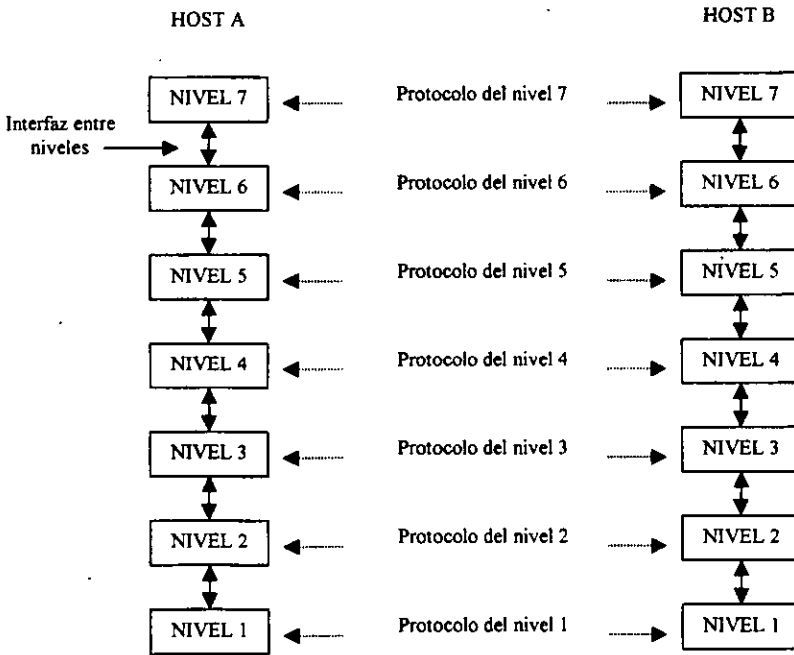 HOST A
HOST B
NIVEL 7
Protocolo del nivel 7
NIVEL 7
Interfaz entre
niveles
NIVEL 6
Protocolo del nivel 6
NIVEL 6
NIVEL 5
Protocolo del nivel 5
NIVEL 5
NIVEL 4
Protocolo del nivel 4
NIVEL 4
NIVEL 3
Protocolo del nivel 3
NIVEL 3
NIVEL 2
Protocolo del nivel 2
NIVEL 2
NIVEL 1
Protocolo del nivel 1
NIVEL 1